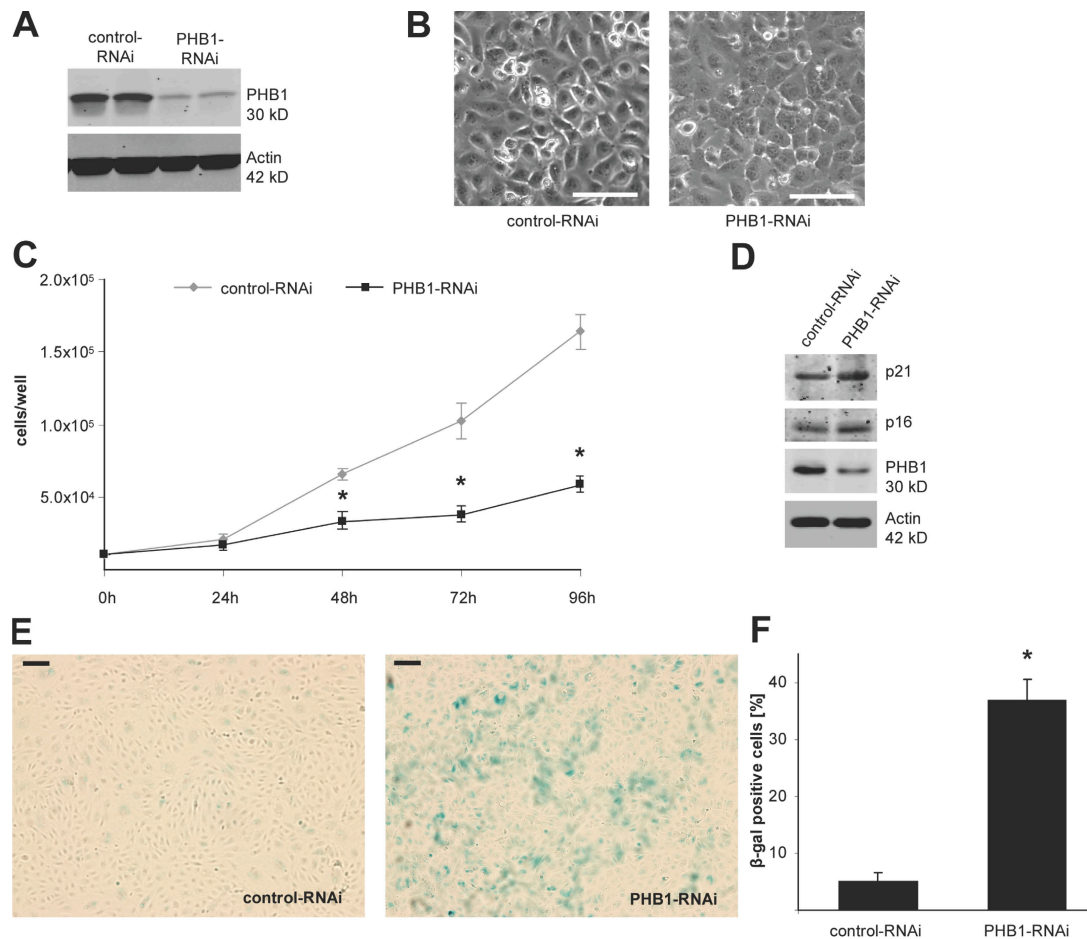 A
control-
RNAi
PHB1-
RNAi
PHB1
30 kD
Actin
42 kD
B
control-RNAi
PHB1-RNAi
C
2.0x10⁵
1.5x10⁵
1.0x10⁵
5.0x10⁴
cells/well
control-RNAi
PHB1-RNAi
*
*
*
0h
24h
48h
72h
96h
D
control-RNAi
PHB1-RNAi
p21
p16
PHB1
30 kD
Actin
42 kD
E
control-RNAi
PHB1-RNAi
F
β-gal positive cells [%]
40
30
20
10
*
control-RNAi
PHB1-RNAi